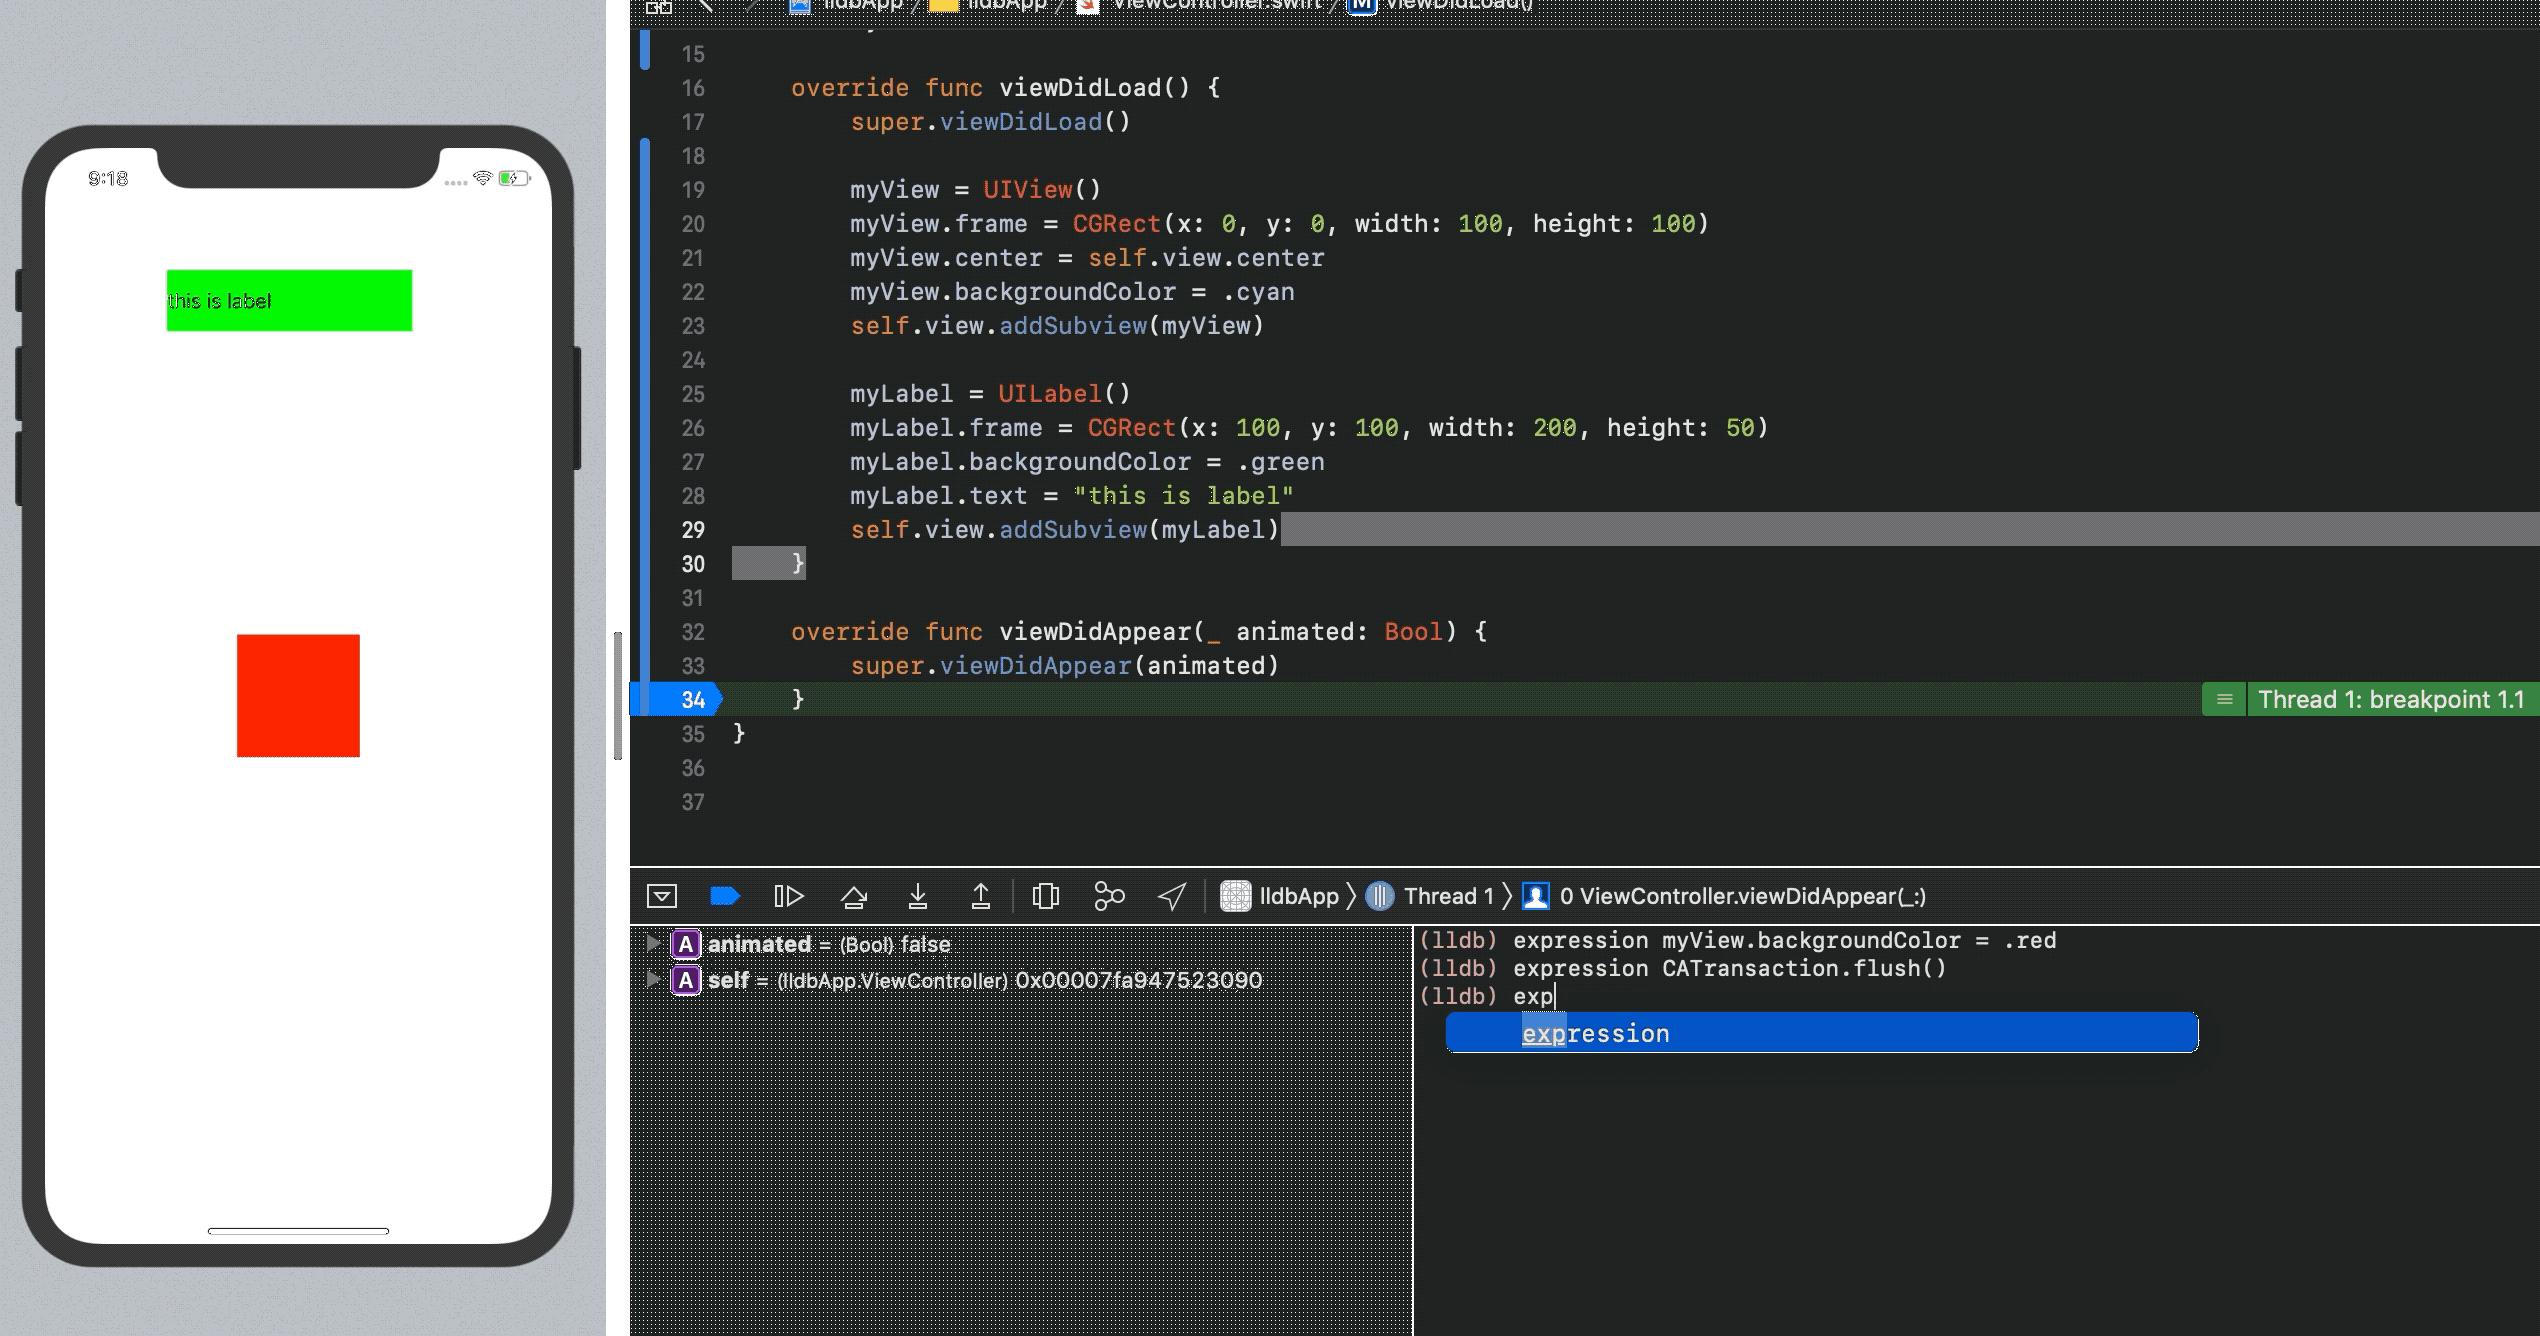 9:18
this is label
lldbApp
lldbApp
ViewController.swift
M
viewDidLoad()
15
16 override func viewDidLoad() {
17 super.viewDidLoad()
18
19 myView = UIView()
20 myView.frame = CGRect(x: 0, y: 0, width: 100, height: 100)
21 myView.center = self.view.center
22 myView.backgroundColor = .cyan
23 self.view.addSubview(myView)
24
25 myLabel = UILabel()
26 myLabel.frame = CGRect(x: 100, y: 100, width: 200, height: 50)
27 myLabel.backgroundColor = .green
28 myLabel.text = "this is label"
29 self.view.addSubview(myLabel)
30 }
31
32 override func viewDidAppear(_ animated: Bool) {
33 super.viewDidAppear(animated)
34 } Thread 1: breakpoint 1.1
35 }
36
37
lldbApp 〉 Thread 1 〉 0 ViewController.viewDidAppear(_:)
A animated = (Bool) false
A self = (lldbApp.ViewController) 0x00007fa947523090
(lldb) expression myView.backgroundColor = .red
(lldb) expression CATransaction.flush()
(lldb) exp
expression